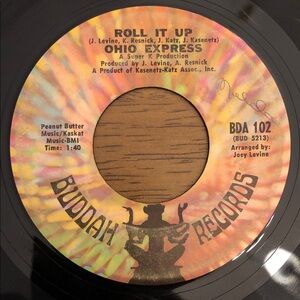 ROLL IT UP
(J. Levine, K. Resnick, J. Katz, J. Kasenetz)
OHIO EXPRESS
A Super K Production
Produced by J. Levine, A. Resnick
A Product of Kasenetz-Katz Assoc., Inc.
Peanut Butter
Music/Kaskat
Music-BMI
Time: 1:40
BDA 102
(BUD 5213)
Arranged by:
Joey Levine
BUDDAH RECORDS